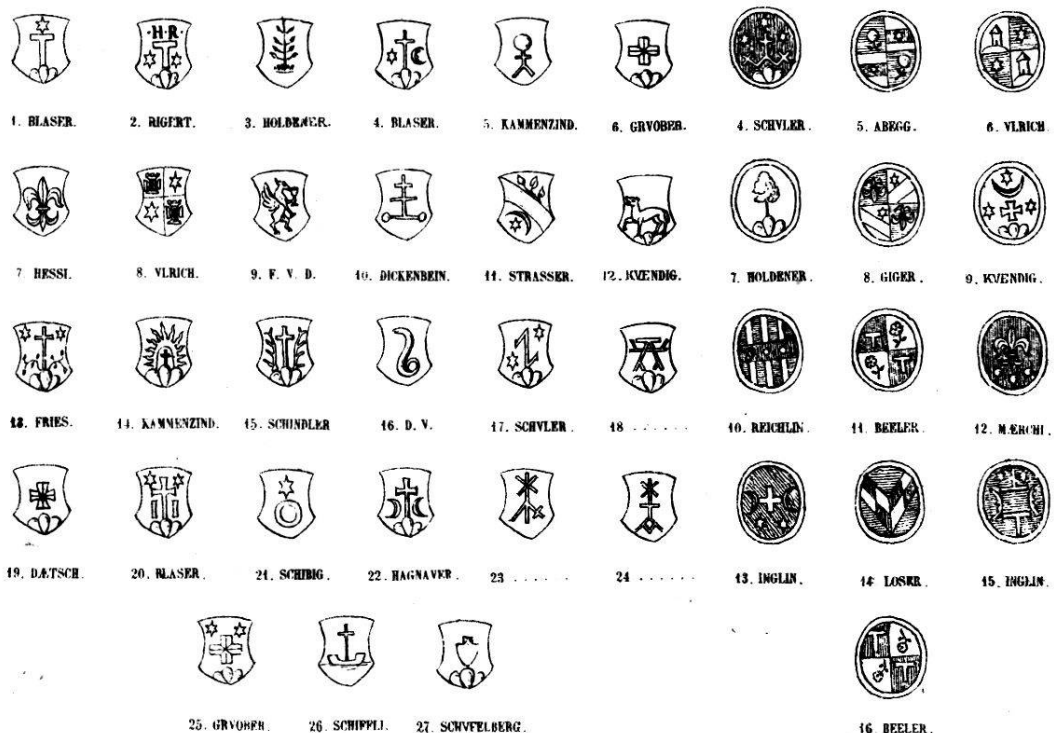 ·H·R·
1. BLASER.
2. RIGERT.
3. HOLDENER.
4. BLASER.
5. KAMMENZIND.
6. GRVOBER.
4. SCHVLER.
5. ABEGG.
6. VLRICH
7. HESSI.
8. VLRICH.
9. F. V. D.
10. DICKENBEIN.
11. STRASSER.
12. KVENDIG.
7. HOLDENER.
8. GIGER.
9. KVENDIG.
13. FRIES.
14. KAMMENZIND.
15. SCHINDLER
16. D. V.
17. SCHVLER.
18 . . . . . .
10. REICHLIN.
11. BEELER.
12. MÆRCHI.
19. DÆTSCH.
20. BLASER.
21. SCHIBIG.
22. HAGNAVER.
23 . . . . . .
24 . . . . . .
13. INGLIN.
14 LOSER.
15. INGLIN.
25. GRVOBER.
26. SCHIFFLI.
27. SCHVFELBERG.
16. BEELER.